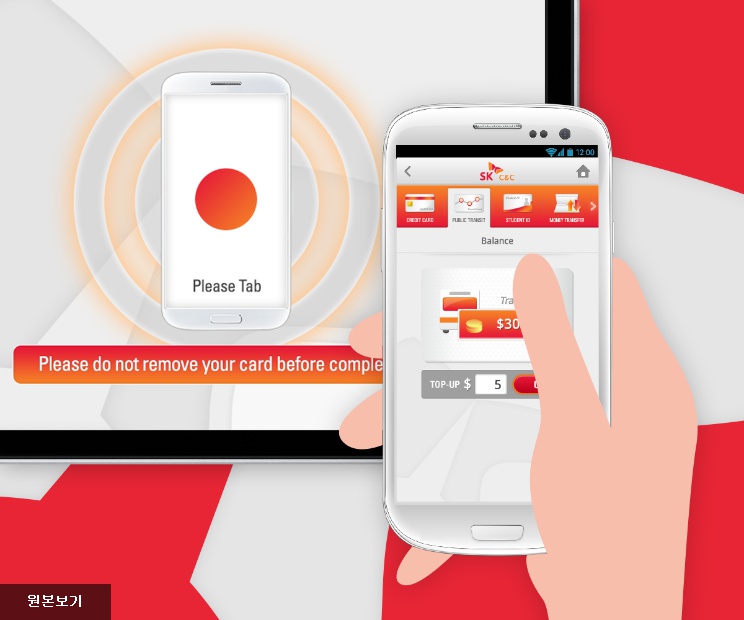 Please Tab
Please do not remove your card before comple
12:00
SK C&C
CREDIT CARD
PUBLIC TRANSIT
STUDENT ID
MONEY TRANSFER
Balance
Tra
$30
TOP-UP $ 5
원본보기